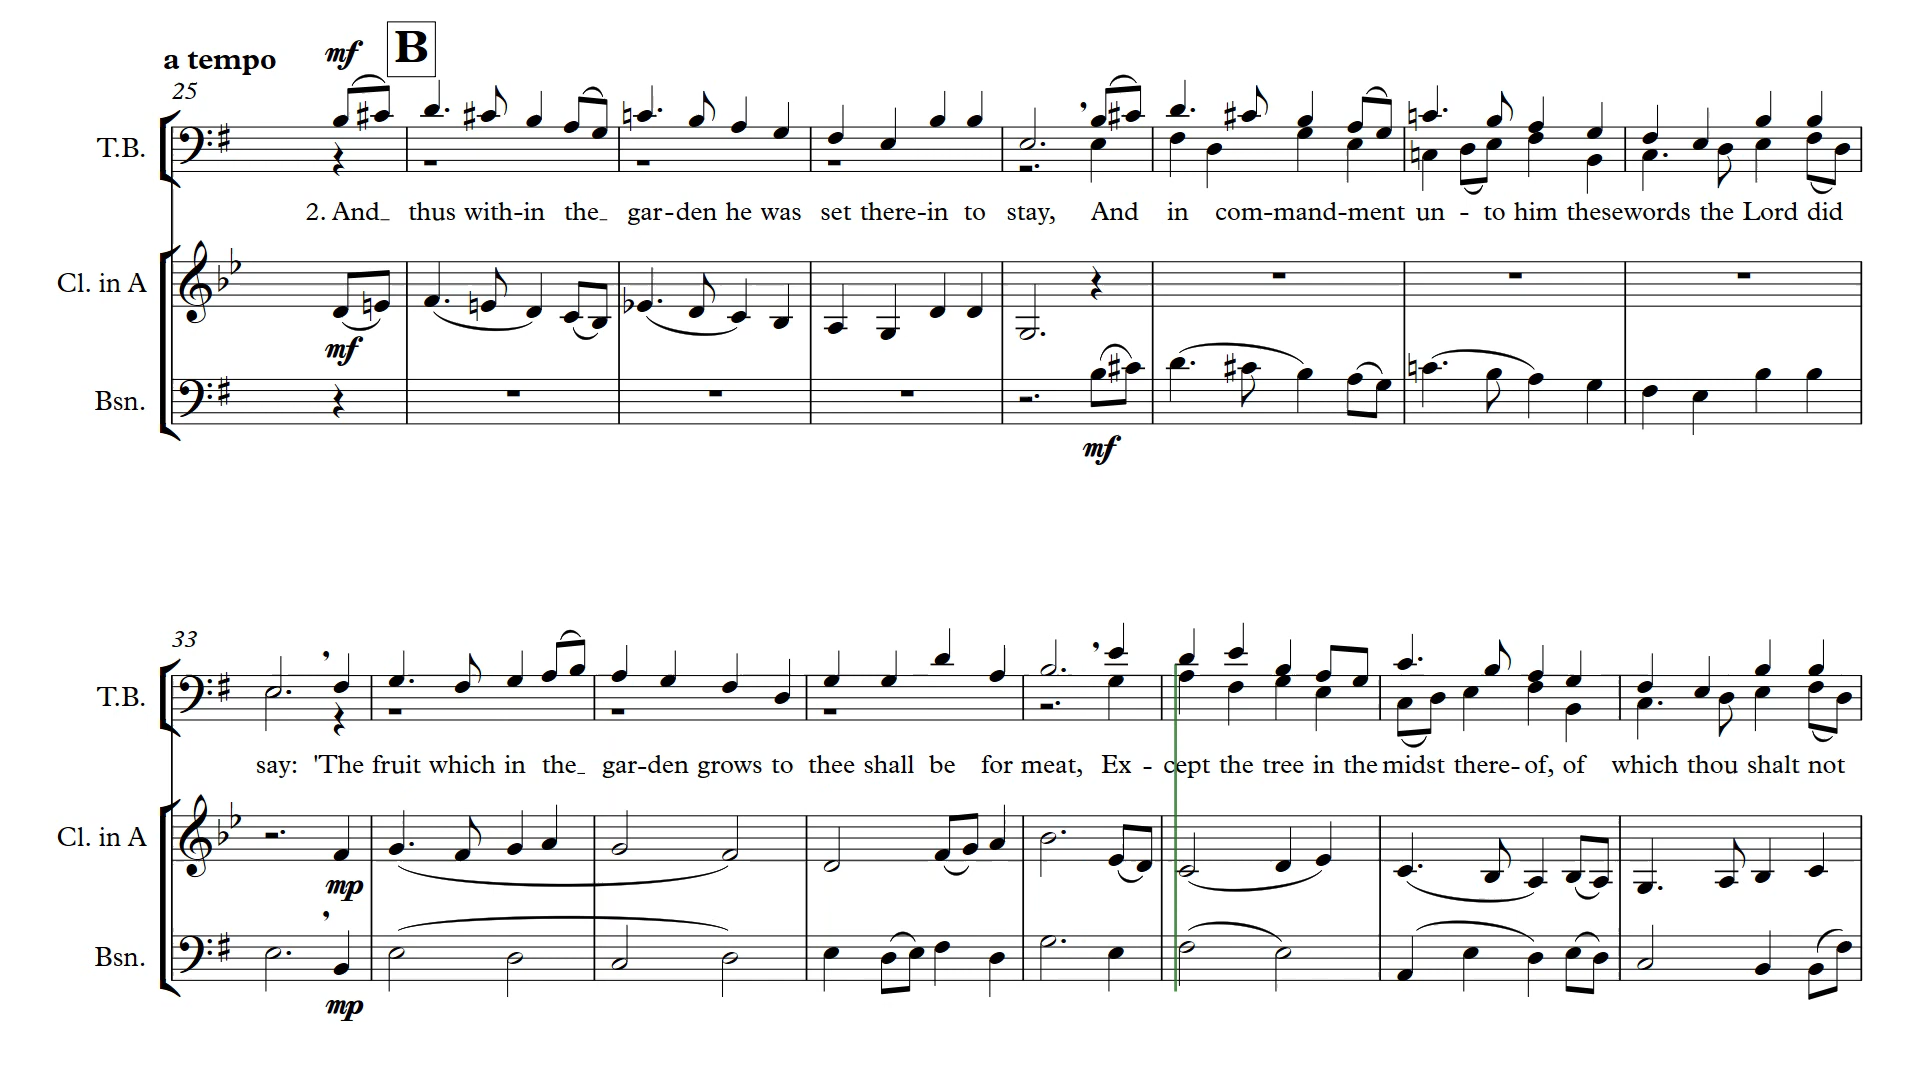 a tempo mf B
25
T.B.
2. And_ thus with-in the_ gar-den he was set there-in to stay, And in com-mand-ment un - to him thesewords the Lord did
Cl. in A
mf
Bsn.
mf
33
T.B.
say: 'The fruit which in the_ gar-den grows to thee shall be for meat, Ex - cept the tree in the midst there-of, of which thou shalt not
Cl. in A
mp
Bsn.
mp